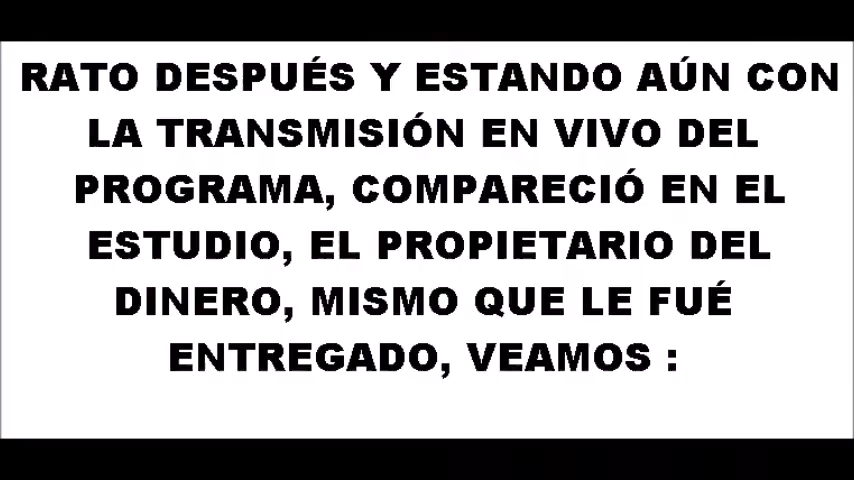 RATO DESPUÉS Y ESTANDO AÚN CON
LA TRANSMISIÓN EN VIVO DEL
PROGRAMA, COMPARECIÓ EN EL
ESTUDIO, EL PROPIETARIO DEL
DINERO, MISMO QUE LE FUÉ
ENTREGADO, VEAMOS :